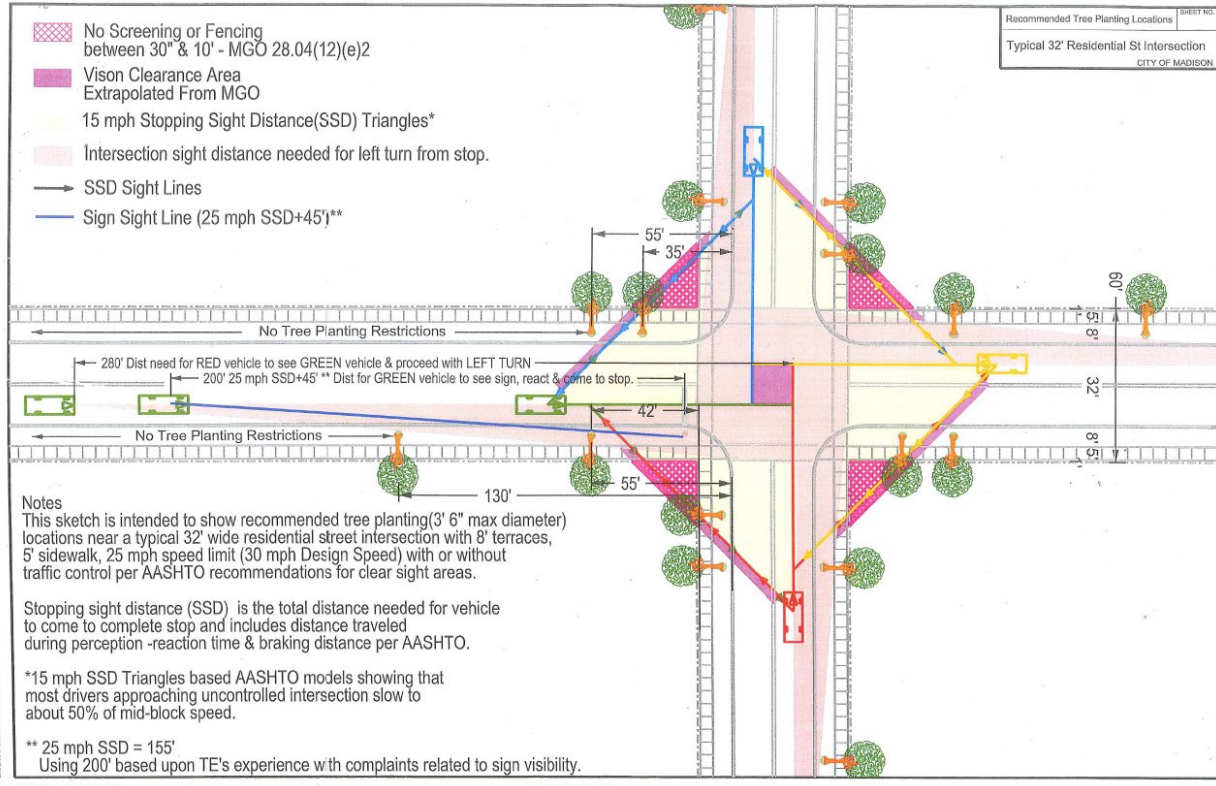 No Screening or Fencing
between 30" & 10' - MGO 28.04(12)(e)2
Vison Clearance Area
Extrapolated From MGO
15 mph Stopping Sight Distance(SSD) Triangles*
Intersection sight distance needed for left turn from stop.
SSD Sight Lines
Sign Sight Line (25 mph SSD+45')**
Recommended Tree Planting Locations
SHEET NO.
Typical 32' Residential St Intersection
CITY OF MADISON
55'
35'
60'
5'
8'
No Tree Planting Restrictions
280' Dist need for RED vehicle to see GREEN vehicle & proceed with LEFT TURN
200' 25 mph SSD+45' ** Dist for GREEN vehicle to see sign, react & come to stop.
32'
42'
No Tree Planting Restrictions
8'
5'
55'
130'
Notes
This sketch is intended to show recommended tree planting(3' 6" max diameter)
locations near a typical 32' wide residential street intersection with 8' terraces,
5' sidewalk, 25 mph speed limit (30 mph Design Speed) with or without
traffic control per AASHTO recommendations for clear sight areas.
Stopping sight distance (SSD) is the total distance needed for vehicle
to come to complete stop and includes distance traveled
during perception -reaction time & braking distance per AASHTO.
*15 mph SSD Triangles based AASHTO models showing that
most drivers approaching uncontrolled intersection slow to
about 50% of mid-block speed.
** 25 mph SSD = 155'
Using 200' based upon TE's experience with complaints related to sign visibility.